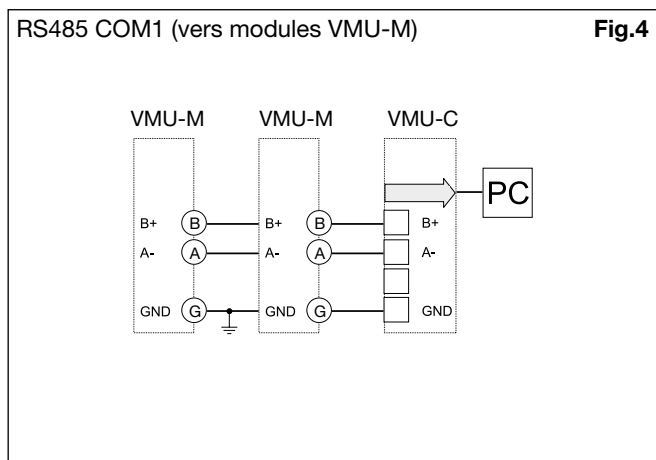 RS485 COM1 (vers modules VMU-M) Fig.4
VMU-M VMU-M VMU-C
PC
B+ B B+ B B+
A- A A- A A-
GND G GND G GND